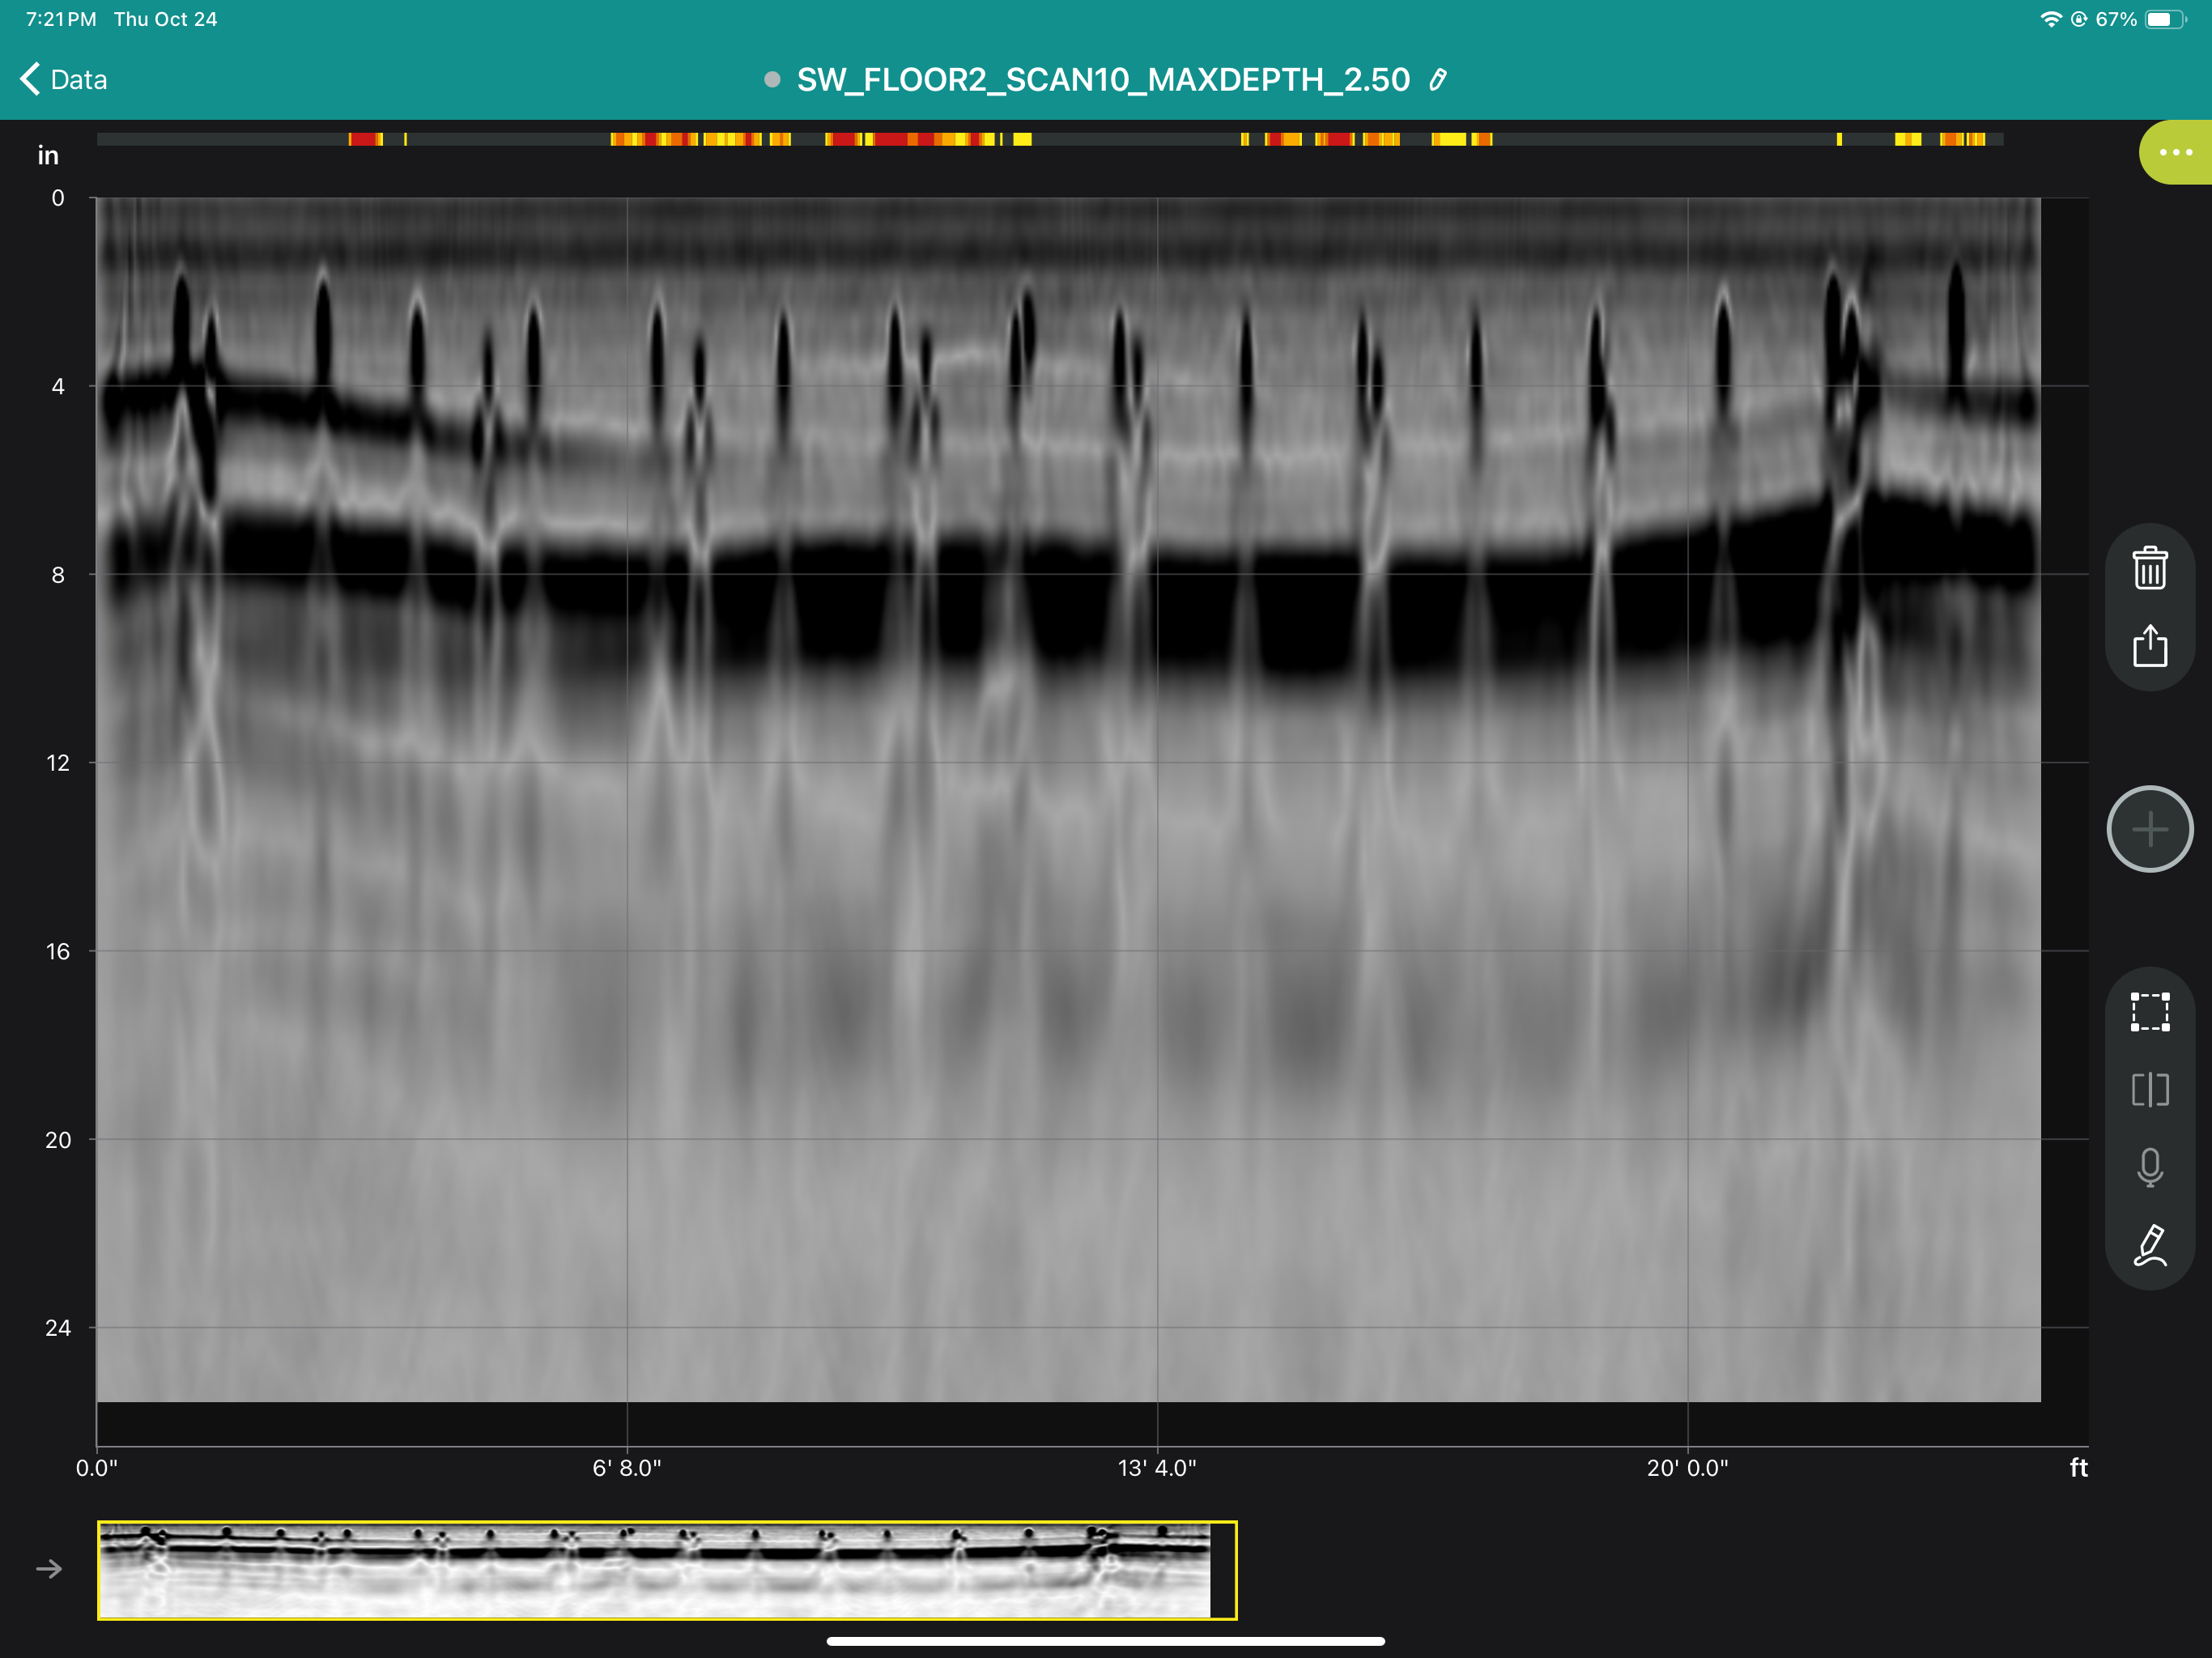 7:21 PM Thu Oct 24
67%
Data
SW_FLOOR2_SCAN10_MAXDEPTH_2.50
in
0
4
8
12
16
20
24
0.0" 6' 8.0" 13' 4.0" 20' 0.0" ft